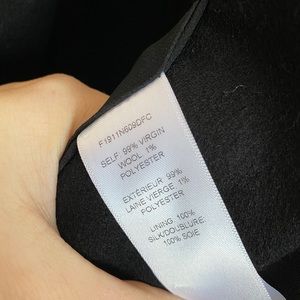 F1911N609DFC
SELF: 99% VIRGIN
WOOL 1%
POLYESTER
EXTÉRIEUR: 99%
LAINE VIERGE, 1%
POLYESTER
LINING: 100%
SILK/DOUBLURE:
100% SOIE